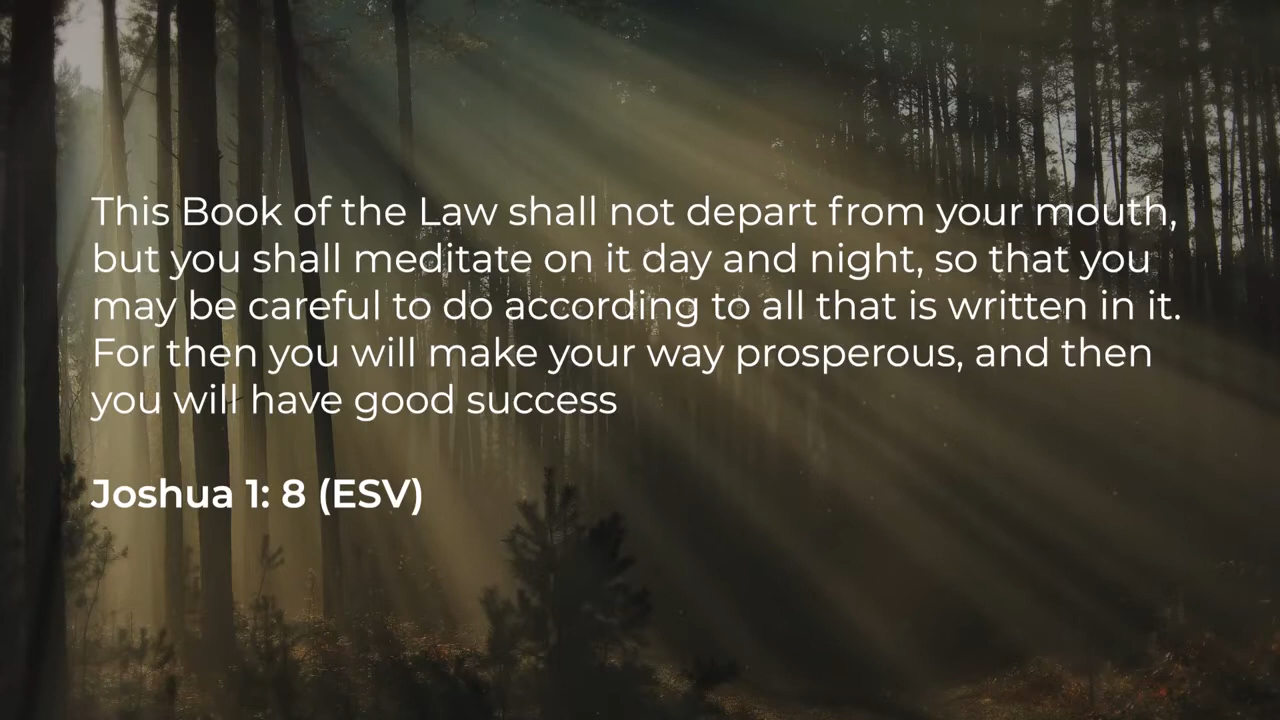 This Book of the Law shall not depart from your mouth,
but you shall meditate on it day and night, so that you
may be careful to do according to all that is written in it.
For then you will make your way prosperous, and then
you will have good success
Joshua 1: 8 (ESV)